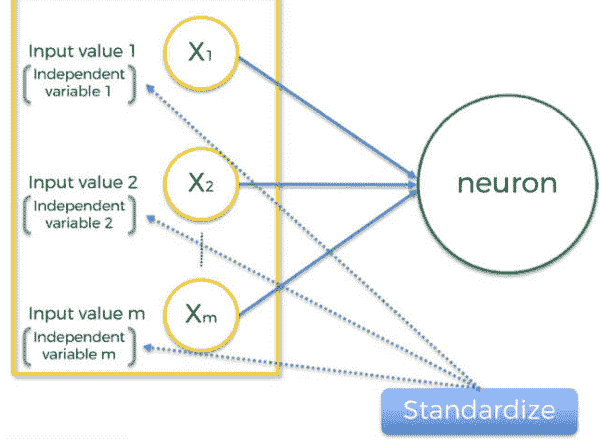 Input value 1
Independent
variable 1
X1
Input value 2
Independent
variable 2
X2
neuron
Input value m
Independent
variable m
Xm
Standardize